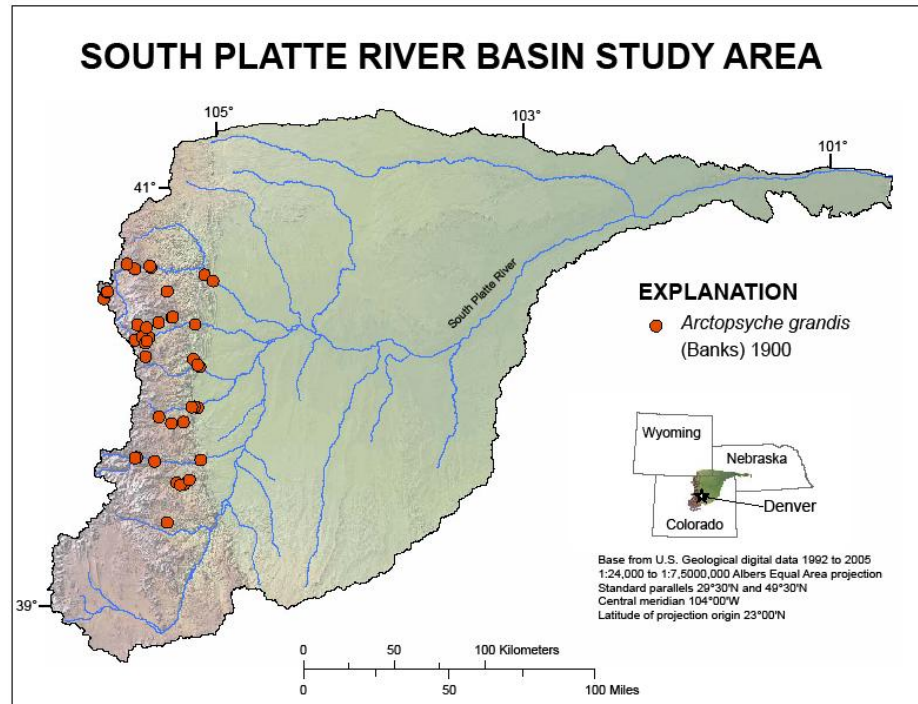 SOUTH PLATTE RIVER BASIN STUDY AREA
105°
103°
101°
41°
South Platte River
EXPLANATION
Arctopsyche grandis
(Banks) 1900
Wyoming
Nebraska
Denver
Colorado
Base from U.S. Geological digital data 1992 to 2005
1:24,000 to 1:7,5000,000 Albers Equal Area projection
Standard parallels 29°30'N and 49°30'N
Central meridian 104°00'W
Latitude of projection origin 23°00'N
39°
0 50 100 Kilometers
0 50 100 Miles